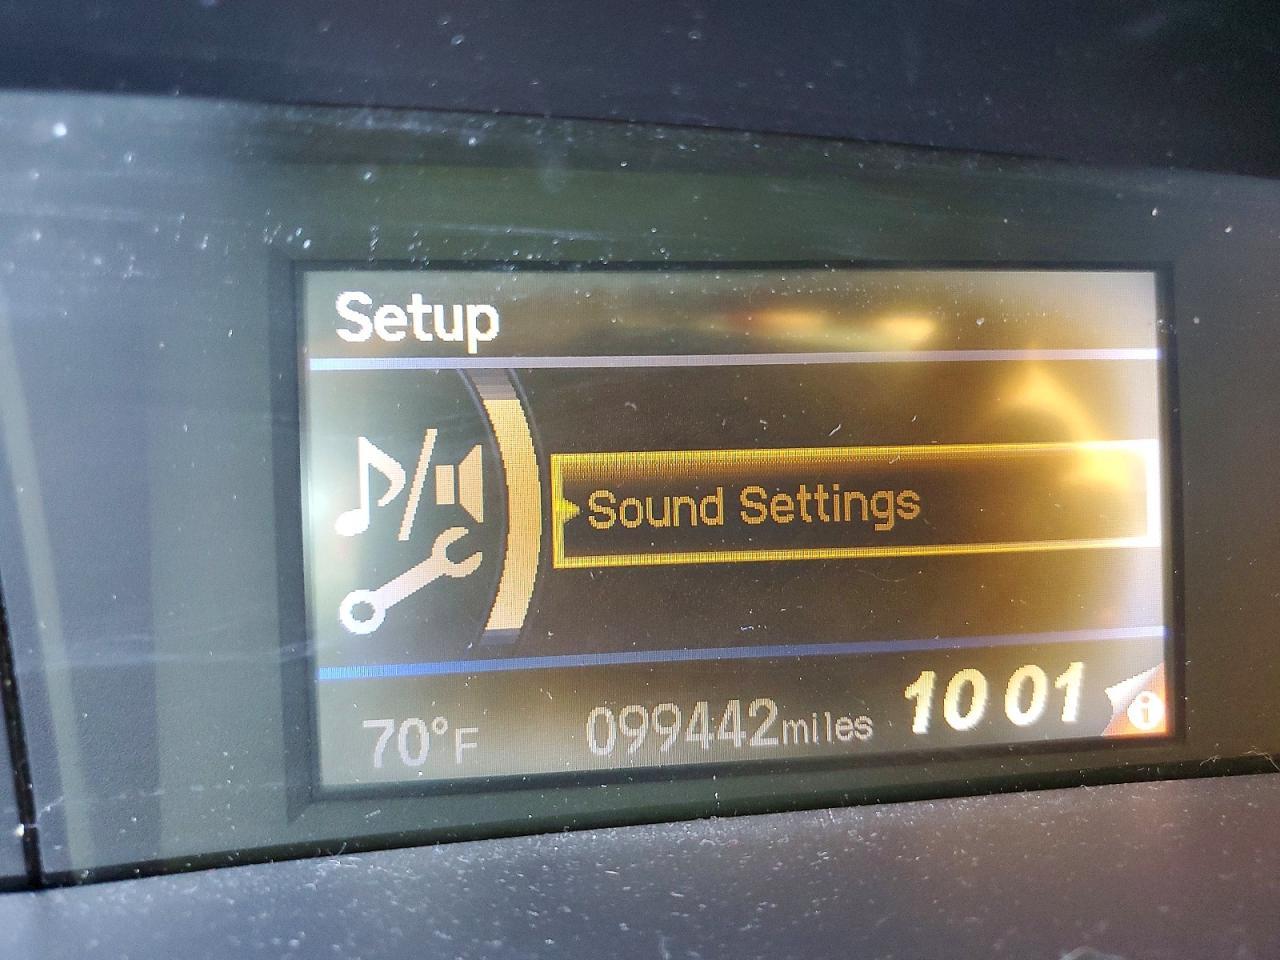 Setup
Sound Settings
70°F 099442miles 10 01 i